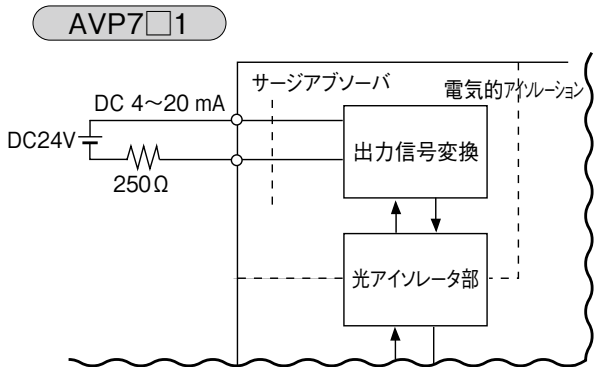 AVP7□1
サージアブソーバ
電気的アイソレーション
DC 4～20 mA
DC24V
出力信号変換
250Ω
光アイソレータ部